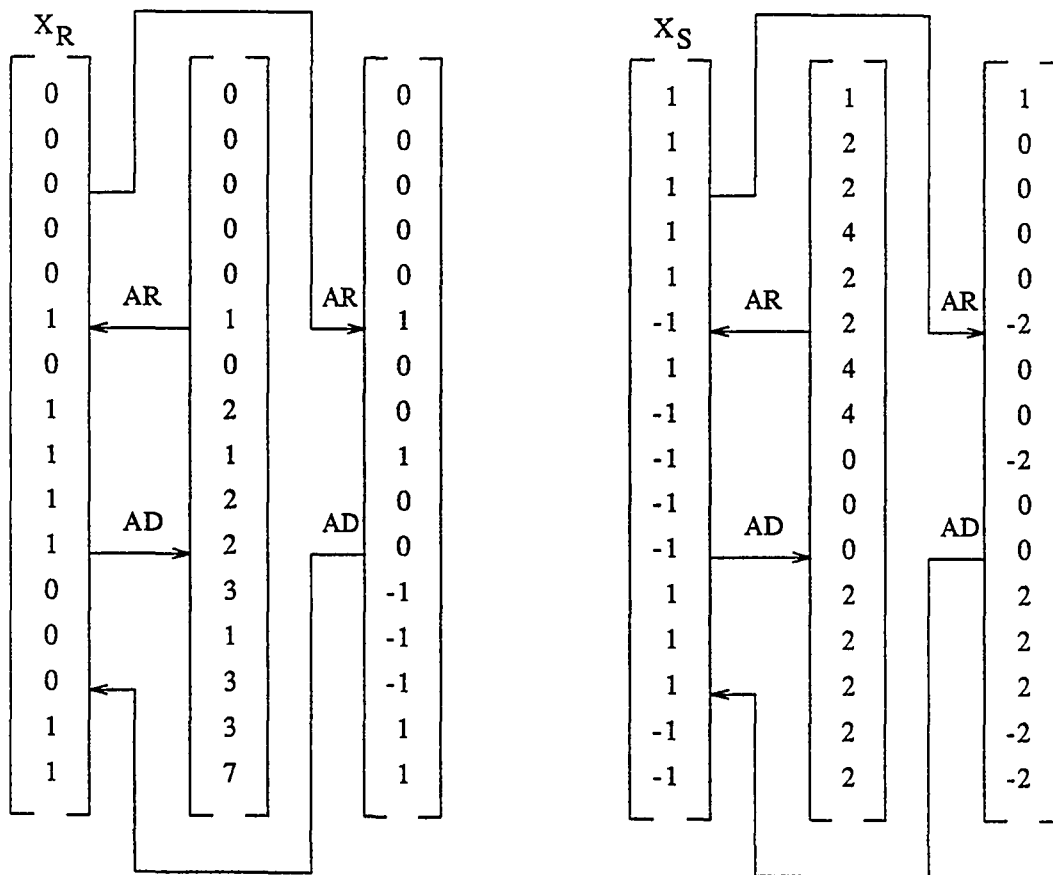 X_R X_S
0 0 0 1 1 1
0 0 0 1 2 0
0 0 0 1 2 0
0 0 0 1 4 0
0 0 0 1 2 0
AR AR AR AR
1 1 1 -1 2 -2
0 0 0 1 4 0
1 2 0 -1 4 0
1 1 1 -1 0 -2
1 2 0 -1 0 0
AD AD AD AD
1 2 0 -1 0 0
0 3 -1 1 2 2
0 1 -1 1 2 2
0 3 -1 1 2 2
1 3 1 -1 2 -2
1 7 1 -1 2 -2